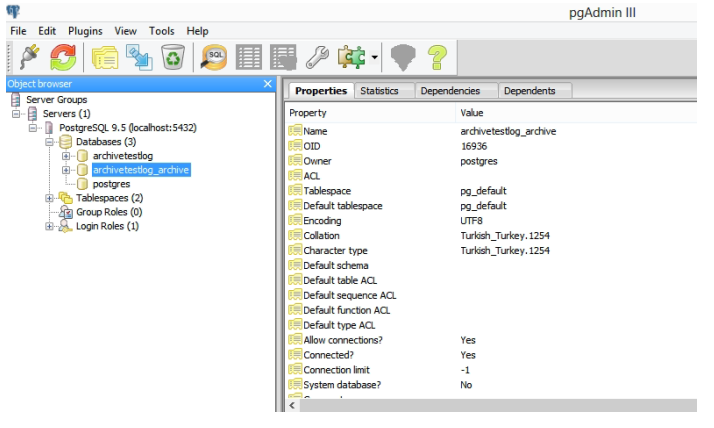 pgAdmin III
File Edit Plugins View Tools Help
SQL
Object browser
Server Groups
Servers (1)
PostgreSQL 9.5 (localhost:5432)
Databases (3)
archivetestlog
archivetestlog_archive
postgres
Tablespaces (2)
Group Roles (0)
Login Roles (1)
Properties Statistics Dependencies Dependents
Property Value
Name archivetestlog_archive
OID 16936
Owner postgres
ACL
Tablespace pg_default
Default tablespace pg_default
Encoding UTF8
Collation Turkish_Turkey.1254
Character type Turkish_Turkey.1254
Default schema
Default table ACL
Default sequence ACL
Default function ACL
Default type ACL
Allow connections? Yes
Connected? Yes
Connection limit -1
System database? No